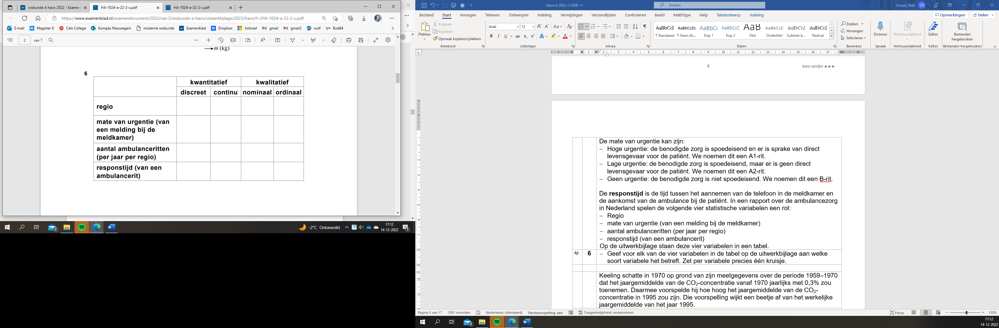 wiskunde A havo 2022 - Examen
HA-1024-a-22-2-u.pdf
HA-1024-a-22-2-c.pdf
https://www.examenblad.nl/examendocument/2022/cse-2/wiskunde-a-havo/uitwerkbijlage/2022/havo/f=/HA-1024-a-22-2-u.pdf
E-mail
Magister 6
Cals College
Kompas Nieuwegein
moderne wiskunde
Examenblad
Dropbox
hotmail
gmail
gmail2
wolf
Bod84
2 van 7
m (kg)
6
kwantitatief kwalitatief
discreet continu nominaal ordinaal
regio
mate van urgentie (van
een melding bij de
meldkamer)
aantal ambulanceritten
(per jaar per regio)
responstijd (van een
ambulancerit)
-2°C Onbewolkt
17:12
14-12-2022
Havo A 2022-II DNF
Zoeken
Onrust, Rob OR
Bestand Start Invoegen Tekenen Ontwerpen Indeling Verwijzingen Verzendlijsten Controleren Beeld MathType Help Tabelontwerp Indeling
Opmerkingen Delen
Plakken
Knippen
Kopiëren
Opmaak kopiëren/plakken
Klembord
Arial 12
Lettertype
Alinea
¶ Standaard ¶ Geen afs... Kop 1 Kop 2 Titel Ondertitel Subtiele b... Nadruk
Stijlen
Zoeken
Vervangen
Selecteren
Bewerken
Dicteren
Spraak
Vertrouwelijkheid
Vertrouwelijkheid
Editor
Editor
Bestanden
hergebruiken
Bestanden hergebruiken
4 lees verder ►►►
De mate van urgentie kan zijn:
– Hoge urgentie: de benodigde zorg is spoedeisend en er is sprake van direct
levensgevaar voor de patiënt. We noemen dit een A1-rit.
– Lage urgentie: de benodigde zorg is spoedeisend, maar er is geen direct
levensgevaar voor de patiënt. We noemen dit een A2-rit.
– Geen urgentie: de benodigde zorg is niet spoedeisend. We noemen dit een B-rit.
De responstijd is de tijd tussen het aannemen van de telefoon in de meldkamer en
de aankomst van de ambulance bij de patiënt. In een rapport over de ambulancezorg
in Nederland spelen de volgende vier statistische variabelen een rol:
– Regio
– mate van urgentie (van een melding bij de meldkamer)
– aantal ambulanceritten (per jaar per regio)
– responstijd (van een ambulancerit)
Op de uitwerkbijlage staan deze vier variabelen in een tabel.
4p 6 – Geef voor elk van de vier variabelen in de tabel op de uitwerkbijlage aan welke
soort variabele het betreft. Zet per variabele precies één kruisje.
Keeling schatte in 1970 op grond van zijn meetgegevens over de periode 1959–1970
dat het jaargemiddelde van de CO₂-concentratie vanaf 1970 jaarlijks met 0,3% zou
toenemen. Daarmee voorspelde hij hoe hoog het jaargemiddelde van de CO₂-
concentratie in 1995 zou zijn. Die voorspelling wijkt een beetje af van het werkelijke
jaargemiddelde van het jaar 1995.
Pagina 5 van 17 3381 woorden Nederlands (standaard) Tekstvoorspelling: aan Toegankelijkheid: onderzoeken Focus 130%
17:12
14-12-2022